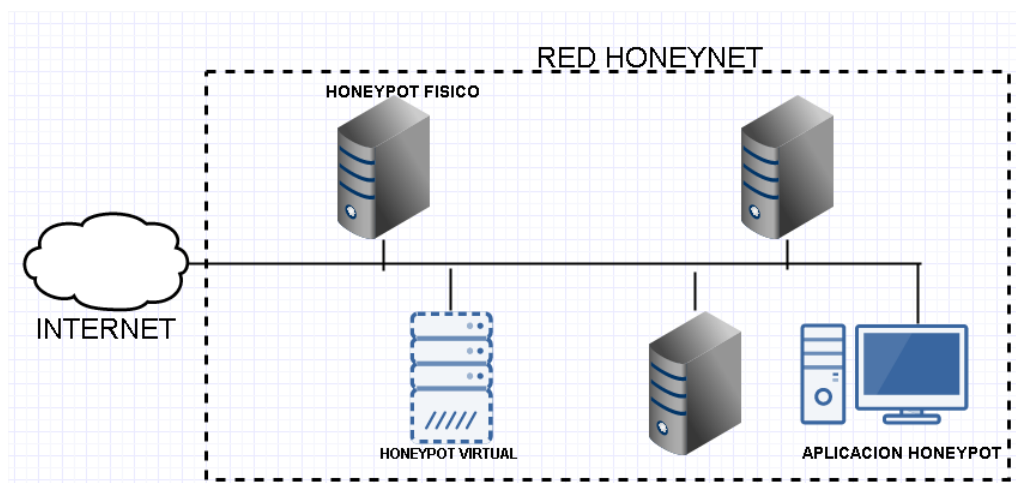 RED HONEYNET
HONEYPOT FISICO
INTERNET
HONEYPOT VIRTUAL
APLICACION HONEYPOT